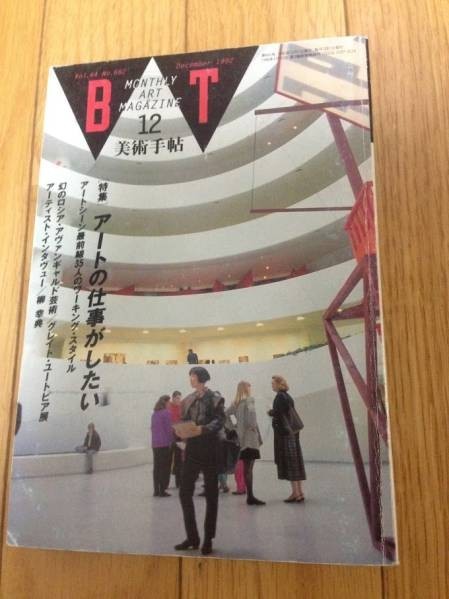 Vol.44 No.662
December 1992
MONTHLY
ART
MAGAZINE
BT
12
美術手帖
特集
アートの仕事がしたい
アートシーン最前線35人のワーキング・スタイル
幻のロシア・アヴァンギャルド芸術/グレイト・ユートピア展
アーティスト・インタヴュー/柳 幸典